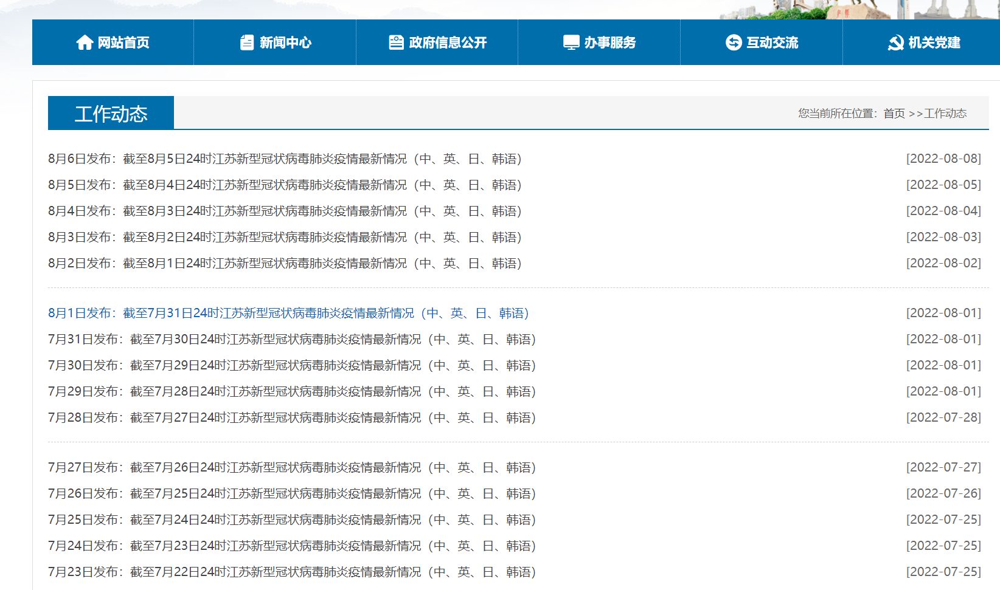 网站首页 新闻中心 政府信息公开 办事服务 互动交流 机关党建
工作动态 您当前所在位置：首页 >>工作动态
8月6日发布：截至8月5日24时江苏新型冠状病毒肺炎疫情最新情况（中、英、日、韩语） [2022-08-08]
8月5日发布：截至8月4日24时江苏新型冠状病毒肺炎疫情最新情况（中、英、日、韩语） [2022-08-05]
8月4日发布：截至8月3日24时江苏新型冠状病毒肺炎疫情最新情况（中、英、日、韩语） [2022-08-04]
8月3日发布：截至8月2日24时江苏新型冠状病毒肺炎疫情最新情况（中、英、日、韩语） [2022-08-03]
8月2日发布：截至8月1日24时江苏新型冠状病毒肺炎疫情最新情况（中、英、日、韩语） [2022-08-02]
8月1日发布：截至7月31日24时江苏新型冠状病毒肺炎疫情最新情况（中、英、日、韩语） [2022-08-01]
7月31日发布：截至7月30日24时江苏新型冠状病毒肺炎疫情最新情况（中、英、日、韩语） [2022-08-01]
7月30日发布：截至7月29日24时江苏新型冠状病毒肺炎疫情最新情况（中、英、日、韩语） [2022-08-01]
7月29日发布：截至7月28日24时江苏新型冠状病毒肺炎疫情最新情况（中、英、日、韩语） [2022-08-01]
7月28日发布：截至7月27日24时江苏新型冠状病毒肺炎疫情最新情况（中、英、日、韩语） [2022-07-28]
7月27日发布：截至7月26日24时江苏新型冠状病毒肺炎疫情最新情况（中、英、日、韩语） [2022-07-27]
7月26日发布：截至7月25日24时江苏新型冠状病毒肺炎疫情最新情况（中、英、日、韩语） [2022-07-26]
7月25日发布：截至7月24日24时江苏新型冠状病毒肺炎疫情最新情况（中、英、日、韩语） [2022-07-25]
7月24日发布：截至7月23日24时江苏新型冠状病毒肺炎疫情最新情况（中、英、日、韩语） [2022-07-25]
7月23日发布：截至7月22日24时江苏新型冠状病毒肺炎疫情最新情况（中、英、日、韩语） [2022-07-25]